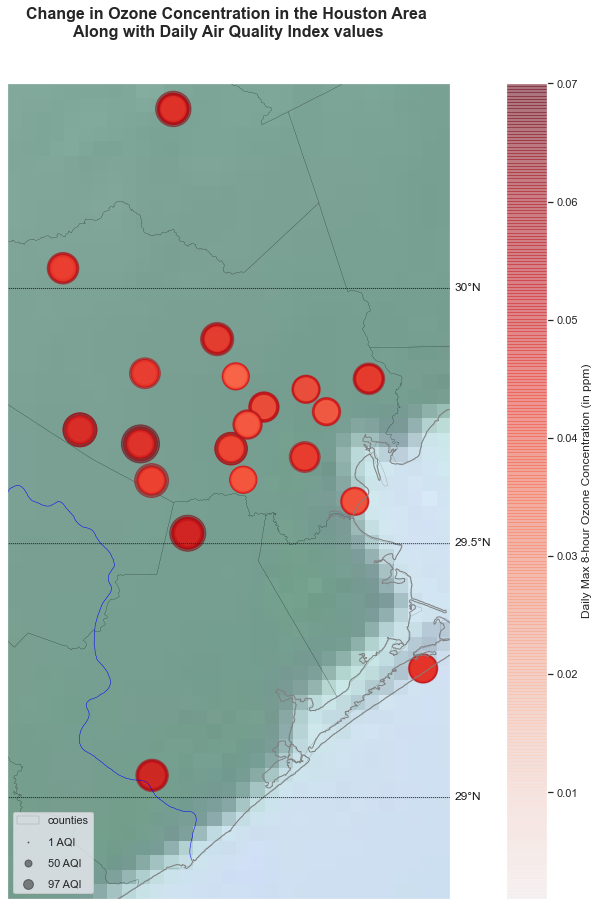 Change in Ozone Concentration in the Houston Area
Along with Daily Air Quality Index values
0.07
0.06
0.05
0.04
0.03
0.02
0.01
Daily Max 8-hour Ozone Concentration (in ppm)
30°N
29.5°N
29°N
counties
1 AQI
50 AQI
97 AQI